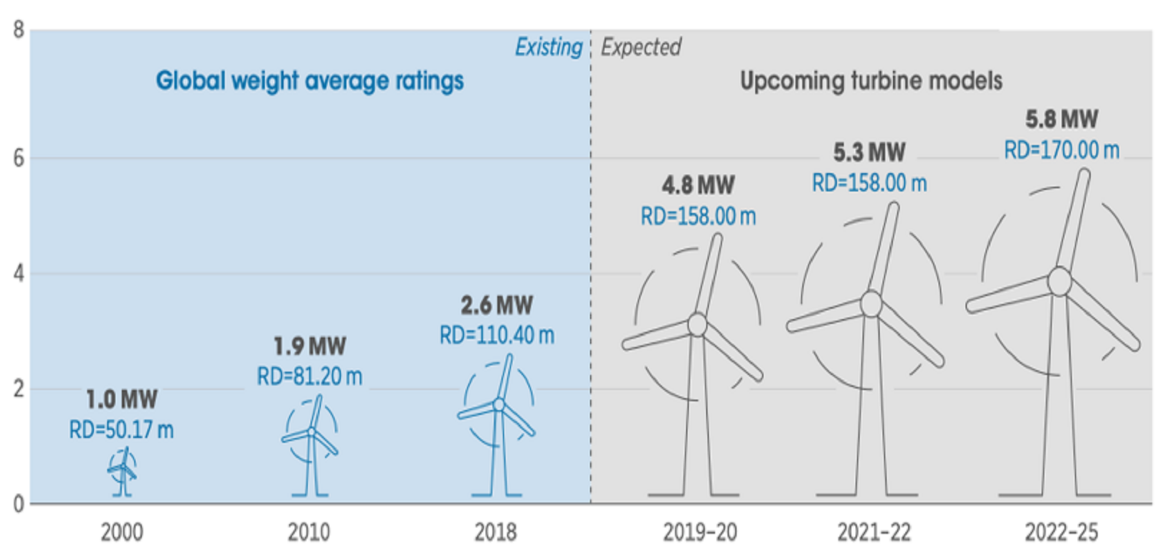 8
6
4
2
0
Existing
Expected
Global weight average ratings
Upcoming turbine models
1.0 MW
RD=50.17 m
1.9 MW
RD=81.20 m
2.6 MW
RD=110.40 m
4.8 MW
RD=158.00 m
5.3 MW
RD=158.00 m
5.8 MW
RD=170.00 m
2000
2010
2018
2019–20
2021–22
2022–25